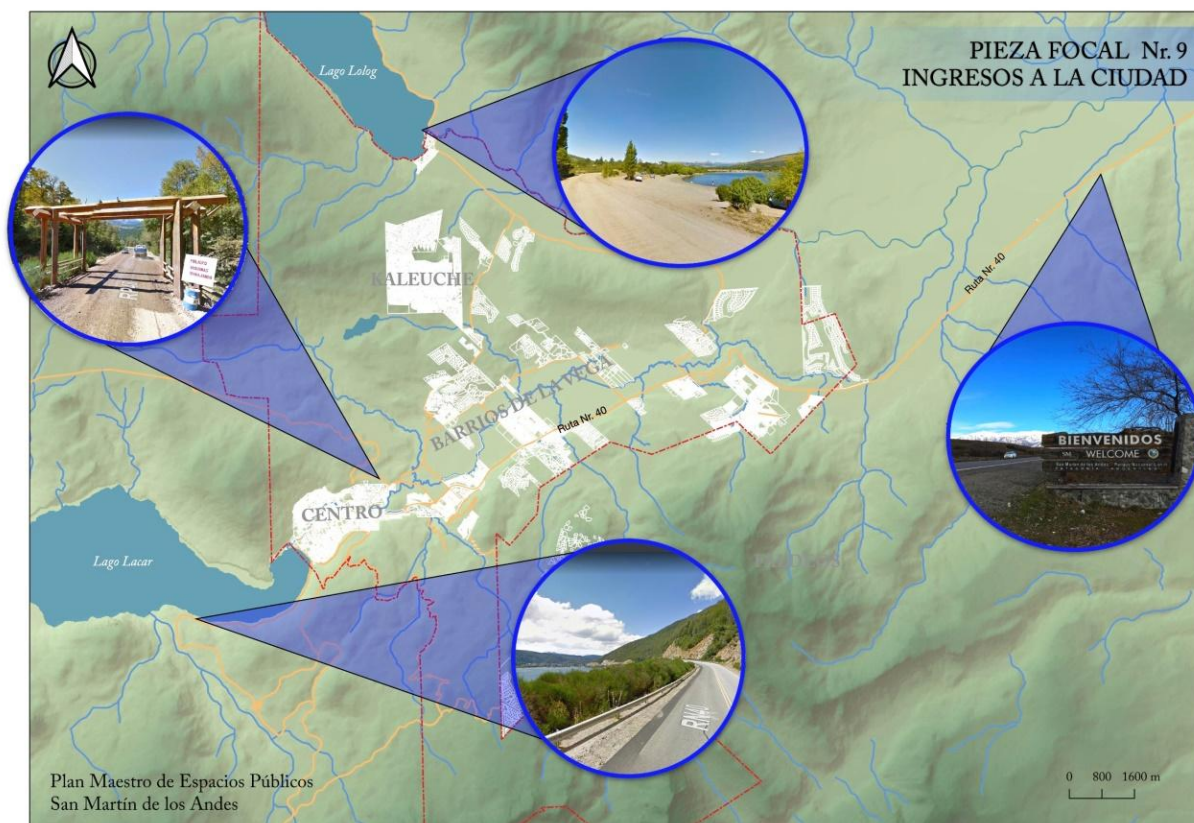 PIEZA FOCAL Nr. 9
INGRESOS A LA CIUDAD
Lago Lolog
Ruta Nr. 40
KALEUCHE
BARRIOS DE LA VEGA
Ruta Nr. 40
BIENVENIDOS
WELCOME
CENTRO
Lago Lacar
RN40
Plan Maestro de Espacios Públicos
San Martín de los Andes
0 800 1600 m